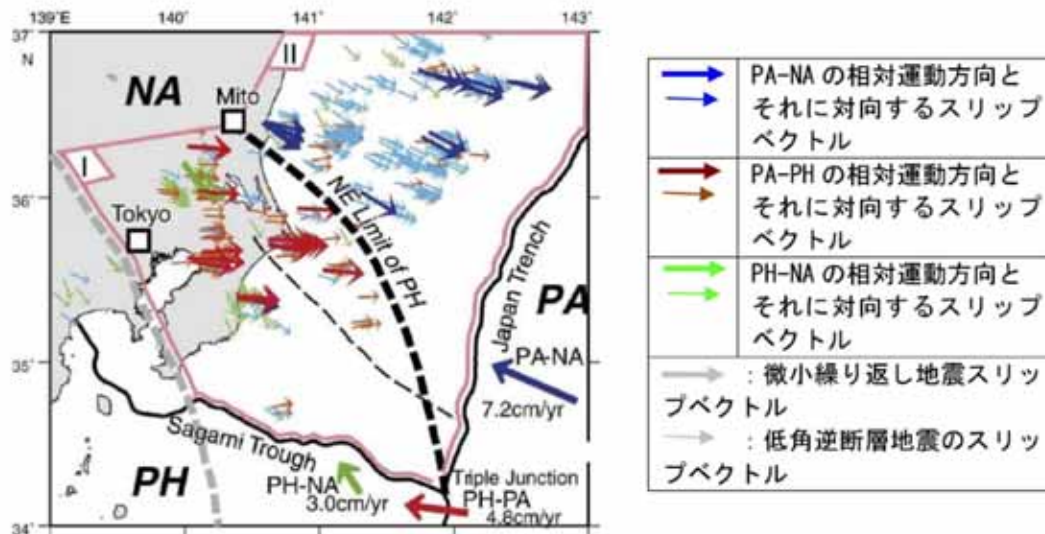 139°E 140° 141° 142° 143°
37°
N
36°
35°
34°
NA
II
Mito
I
Tokyo
NE Limit of PH
Japan Trench
PA
PA-NA
7.2cm/yr
Sagami Trough
PH
PH-NA
3.0cm/yr
Triple Junction
PH-PA
4.8cm/yr
PA-NA の相対運動方向と
それに対向するスリップ
ベクトル
PA-PH の相対運動方向と
それに対向するスリップ
ベクトル
PH-NA の相対運動方向と
それに対向するスリップ
ベクトル
：微小繰り返し地震スリッ
プベクトル
：低角逆断層地震のスリッ
プベクトル